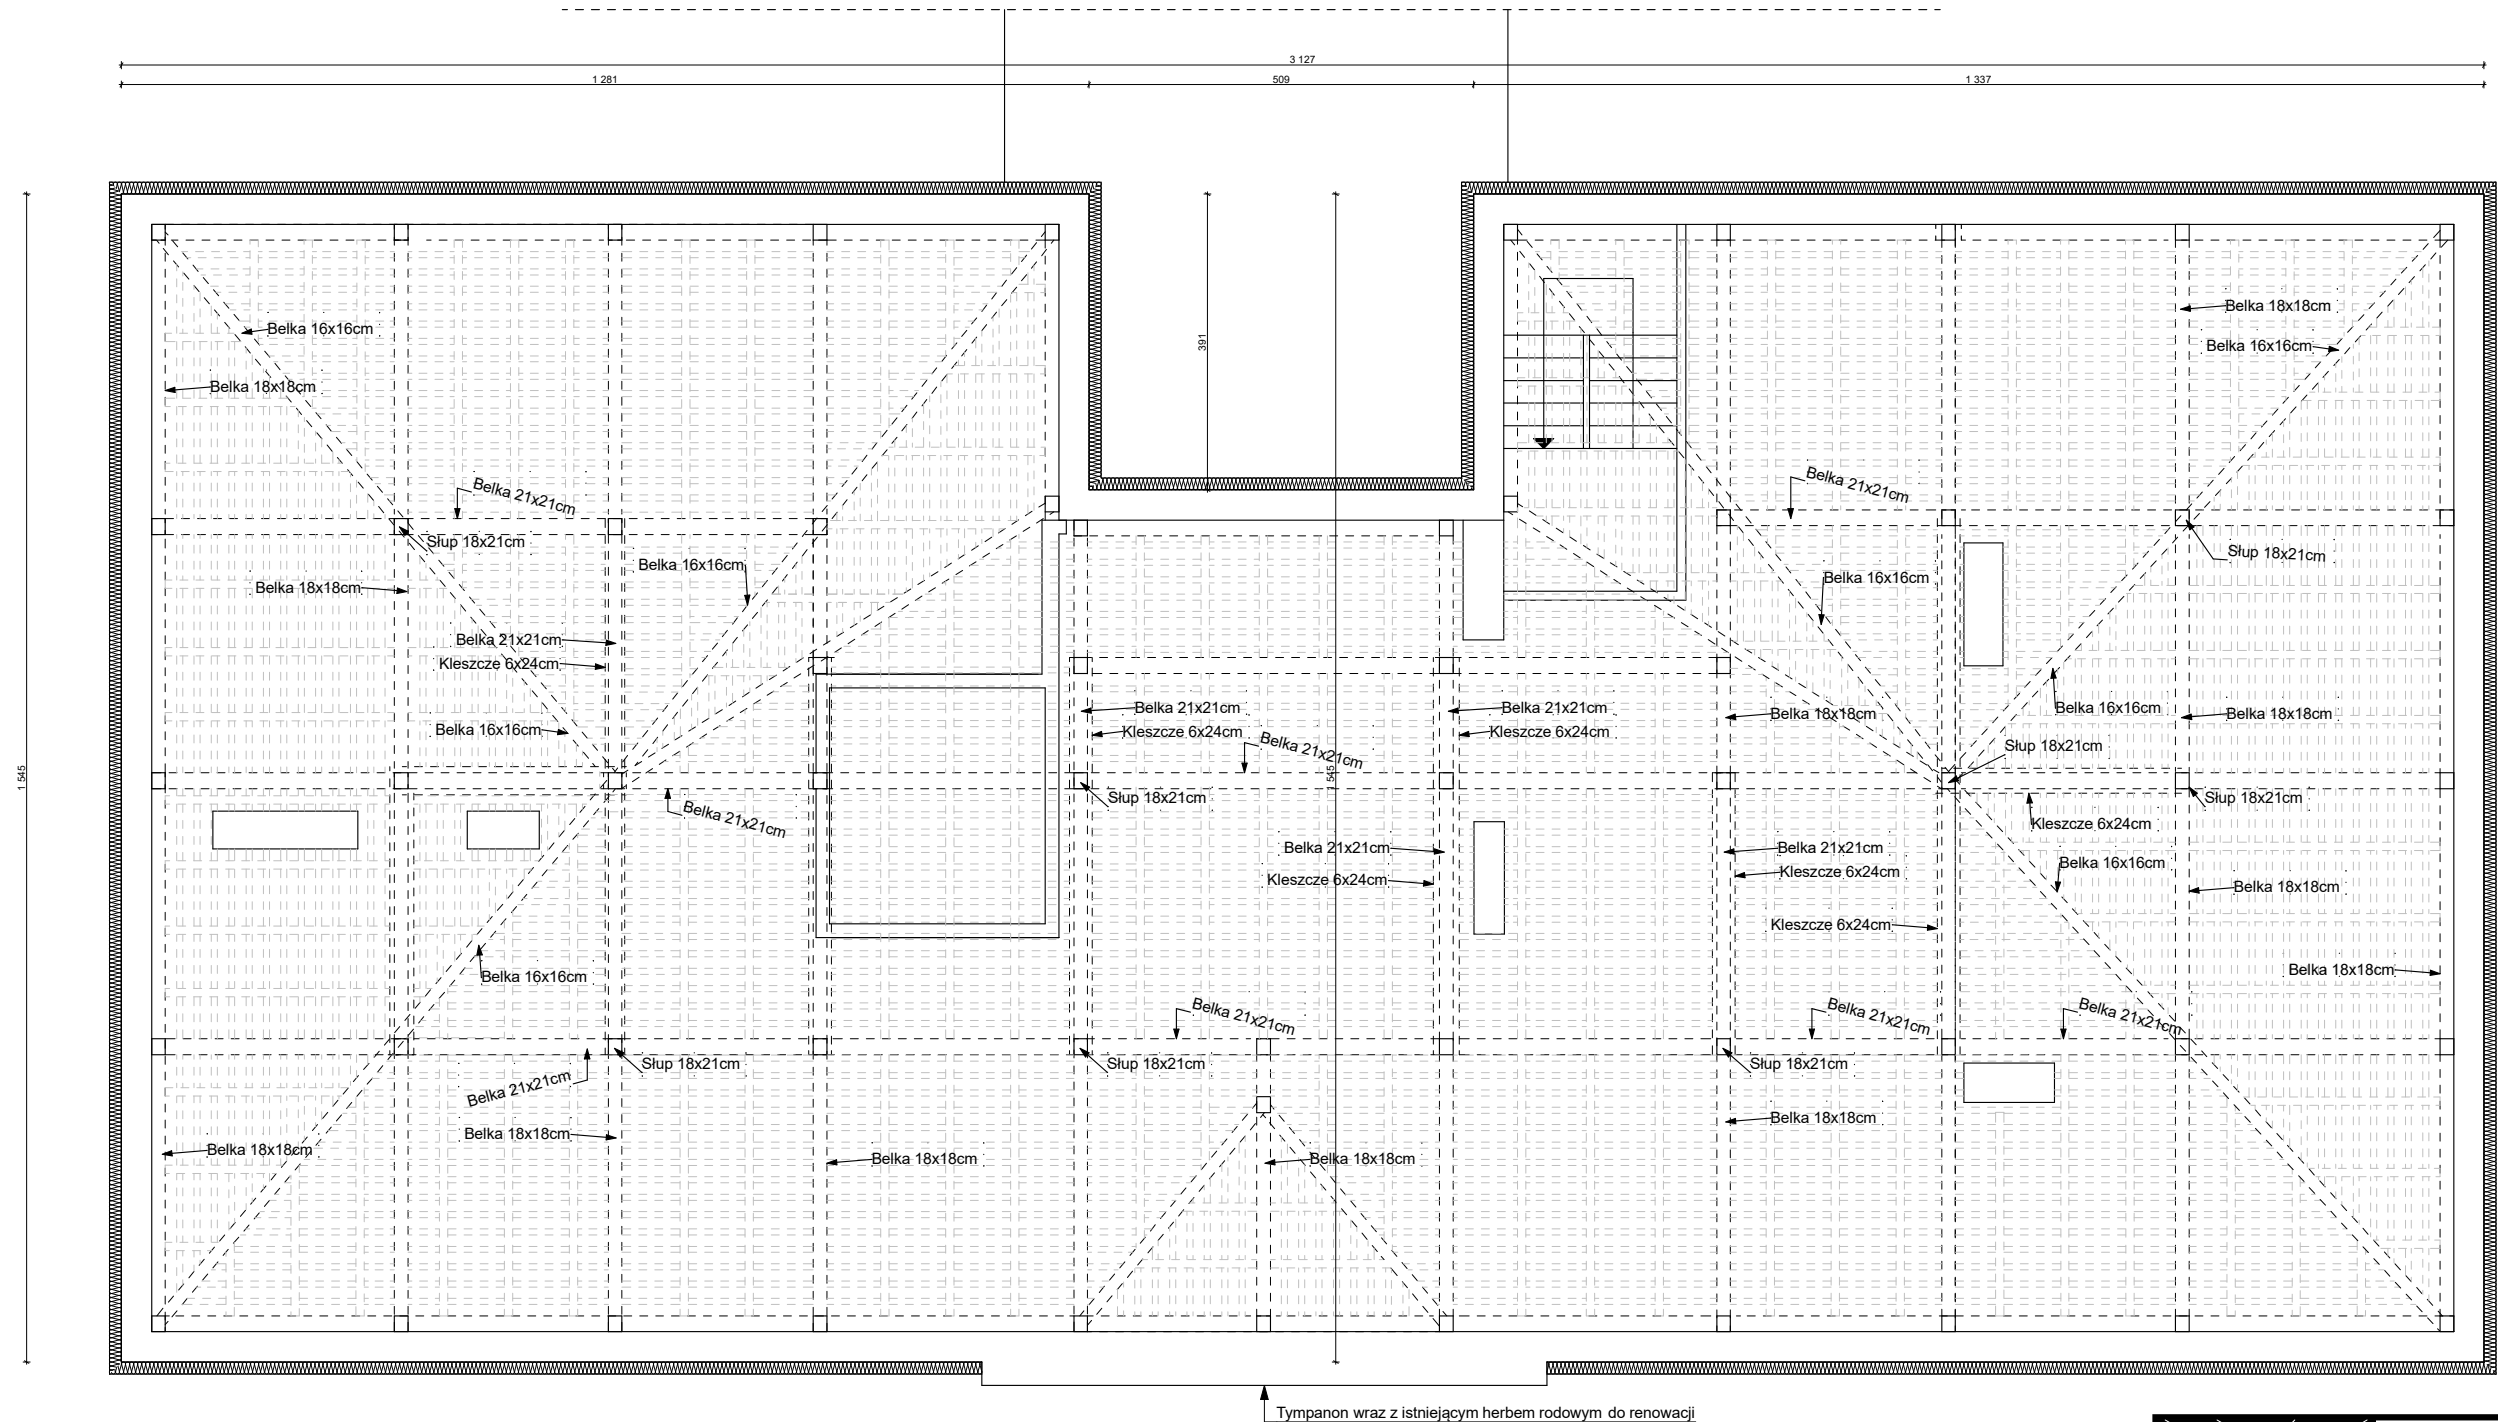 3 127
1 281
509
1 337
391
1 545
1 545
Belka 18x18cm
Belka 16x16cm
Belka 16x16cm
Belka 18x18cm
Belka 21x21cm
Belka 21x21cm
Słup 18x21cm
Słup 18x21cm
Belka 16x16cm
Belka 16x16cm
Belka 18x18cm
Belka 21x21cm
Kleszcze 6x24cm
Belka 21x21cm
Belka 21x21cm
Belka 18x18cm
Belka 16x16cm
Belka 18x18cm
Belka 16x16cm
Kleszcze 6x24cm
Kleszcze 6x24cm
Belka 21x21cm
Słup 18x21cm
Słup 18x21cm
Słup 18x21cm
Belka 21x21cm
Kleszcze 6x24cm
Belka 21x21cm
Belka 21x21cm
Belka 16x16cm
Kleszcze 6x24cm
Kleszcze 6x24cm
Belka 18x18cm
Kleszcze 6x24cm
Belka 16x16cm
Belka 18x18cm
Belka 21x21cm
Belka 21x21cm
Belka 21x21cm
Słup 18x21cm
Słup 18x21cm
Słup 18x21cm
Belka 21x21cm
Belka 18x18cm
Belka 18x18cm
Belka 18x18cm
Belka 18x18cm
Belka 18x18cm
Tympanon wraz z istniejącym herbem rodowym do renowacji